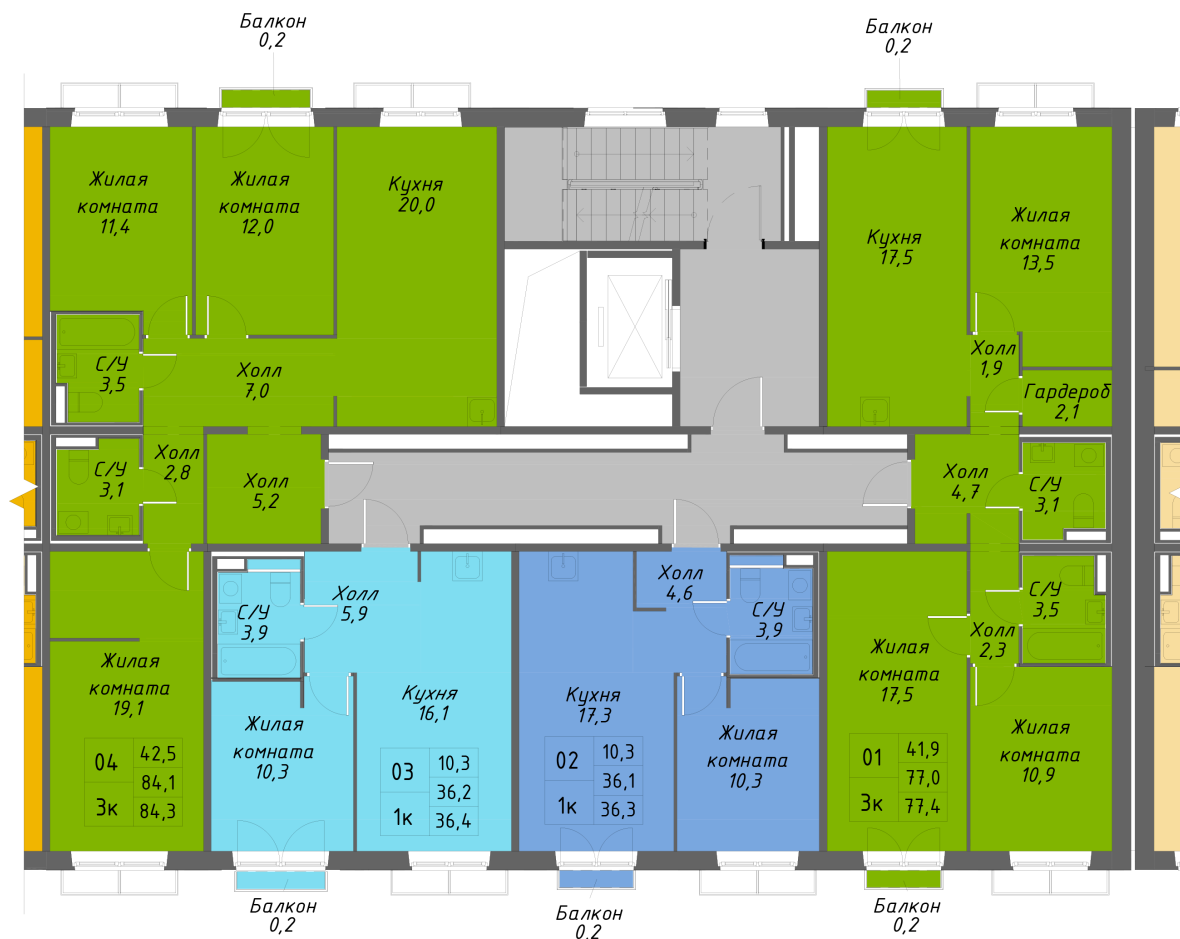 Балкон
0,2
Балкон
0,2
Жилая
комната
11,4
Жилая
комната
12,0
Кухня
20,0
Кухня
17,5
Жилая
комната
13,5
С/У
3,5
Холл
7,0
Холл
1,9
Гардероб
2,1
С/У
3,1
Холл
2,8
Холл
5,2
Холл
4,7
С/У
3,1
С/У
3,9
Холл
5,9
Холл
4,6
С/У
3,9
С/У
3,5
Холл
2,3
Жилая
комната
19,1
Жилая
комната
10,3
Кухня
16,1
Кухня
17,3
Жилая
комната
10,3
Жилая
комната
17,5
Жилая
комната
10,9
04
3к
42,5
84,1
84,3
03
1к
10,3
36,2
36,4
02
1к
10,3
36,1
36,3
01
3к
41,9
77,0
77,4
Балкон
0,2
Балкон
0,2
Балкон
0,2